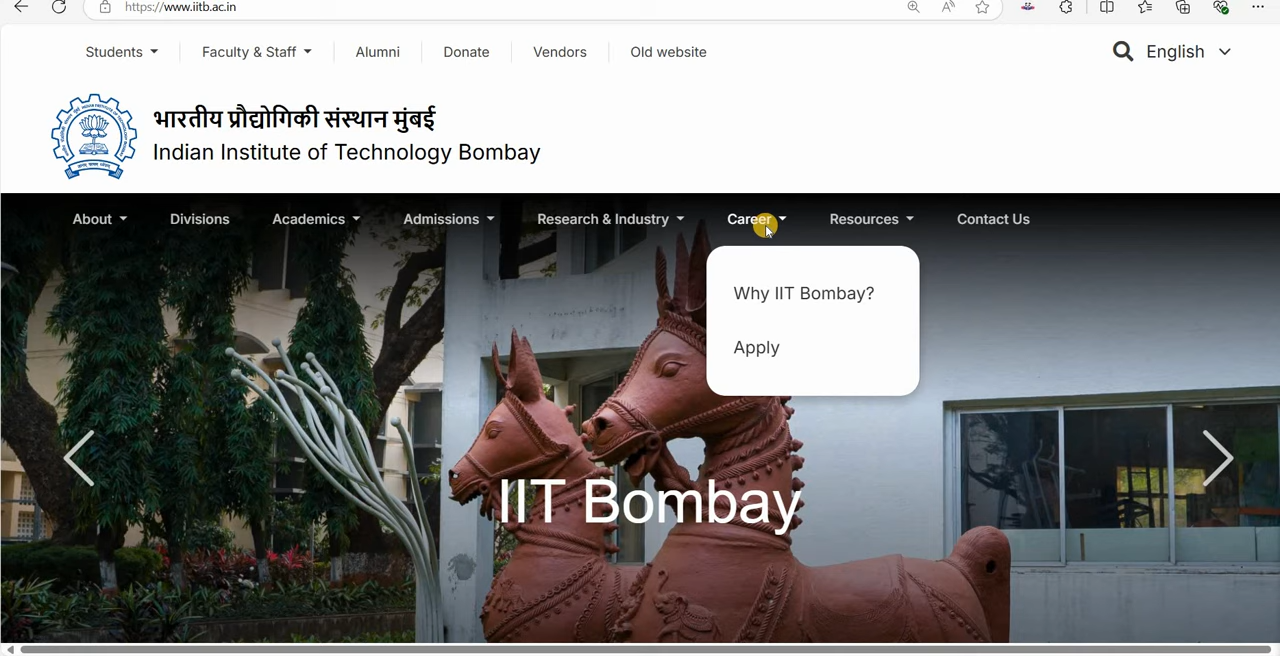 https://www.iitb.ac.in
Students
Faculty & Staff
Alumni
Donate
Vendors
Old website
English
भारतीय प्रौद्योगिकी संस्थान मुंबई
Indian Institute of Technology Bombay
About
Divisions
Academics
Admissions
Research & Industry
Career
Resources
Contact Us
Why IIT Bombay?
Apply
IIT Bombay